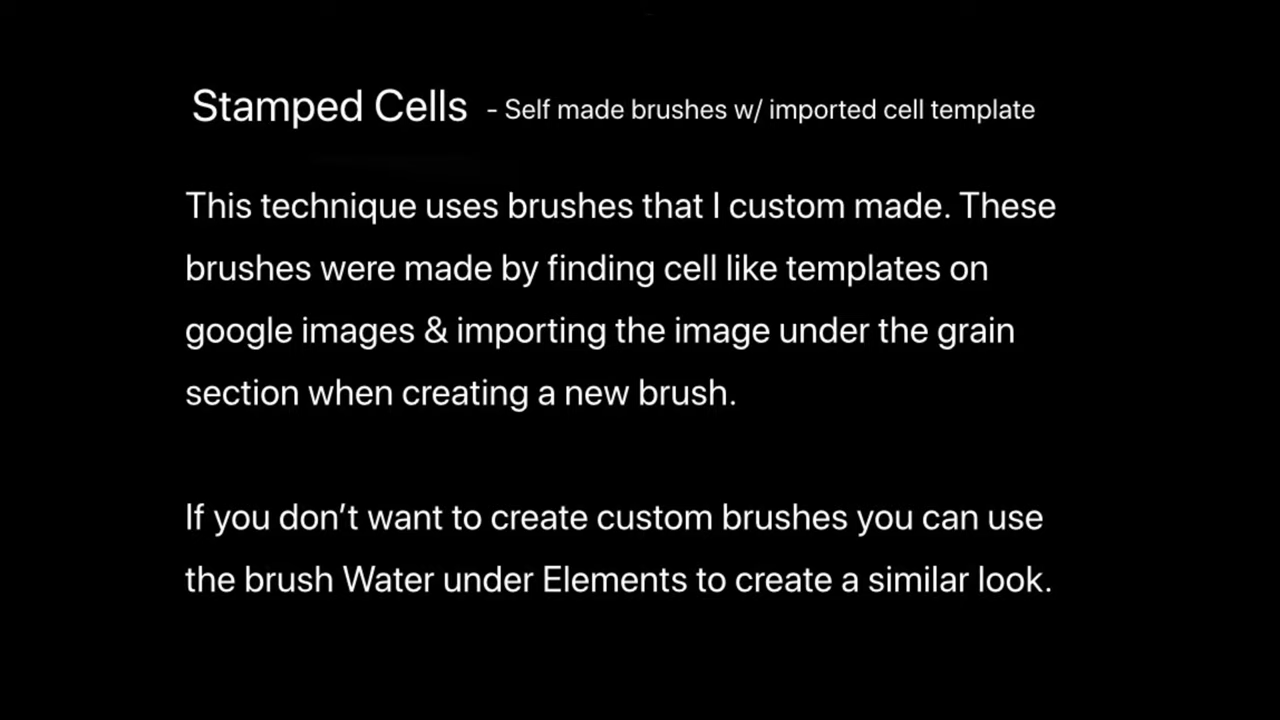 Stamped Cells - Self made brushes w/ imported cell template
This technique uses brushes that I custom made. These
brushes were made by finding cell like templates on
google images & importing the image under the grain
section when creating a new brush.
If you don’t want to create custom brushes you can use
the brush Water under Elements to create a similar look.